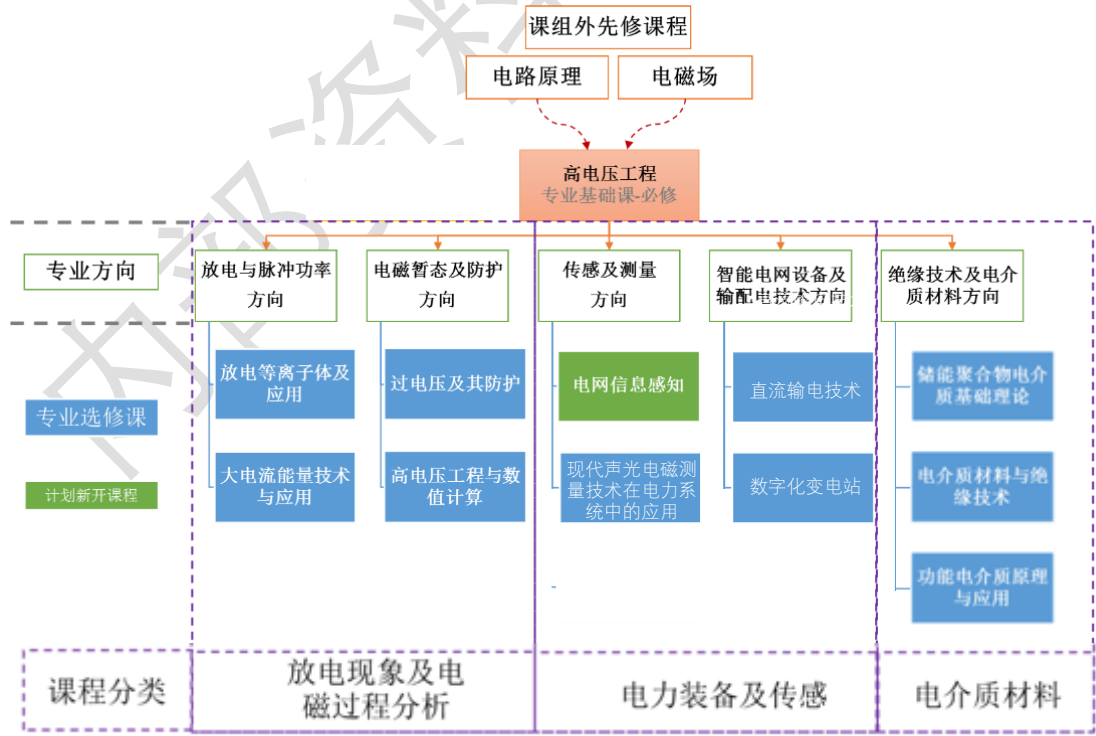 内部资料
课组外先修课程
电路原理
电磁场
高电压工程
专业基础课-必修
专业方向
放电与脉冲功率
方向
电磁暂态及防护
方向
传感及测量
方向
智能电网设备及
输配电技术方向
绝缘技术及电介
质材料方向
专业选修课
计划新开课程
放电等离子体及
应用
大电流能量技术
与应用
过电压及其防护
高电压工程与数
值计算
电网信息感知
现代声光电磁测
量技术在电力系
统中的应用
直流输电技术
数字化变电站
储能聚合物电介
质基础理论
电介质材料与绝
缘技术
功能电介质原理
与应用
课程分类
放电现象及电
磁过程分析
电力装备及传感
电介质材料